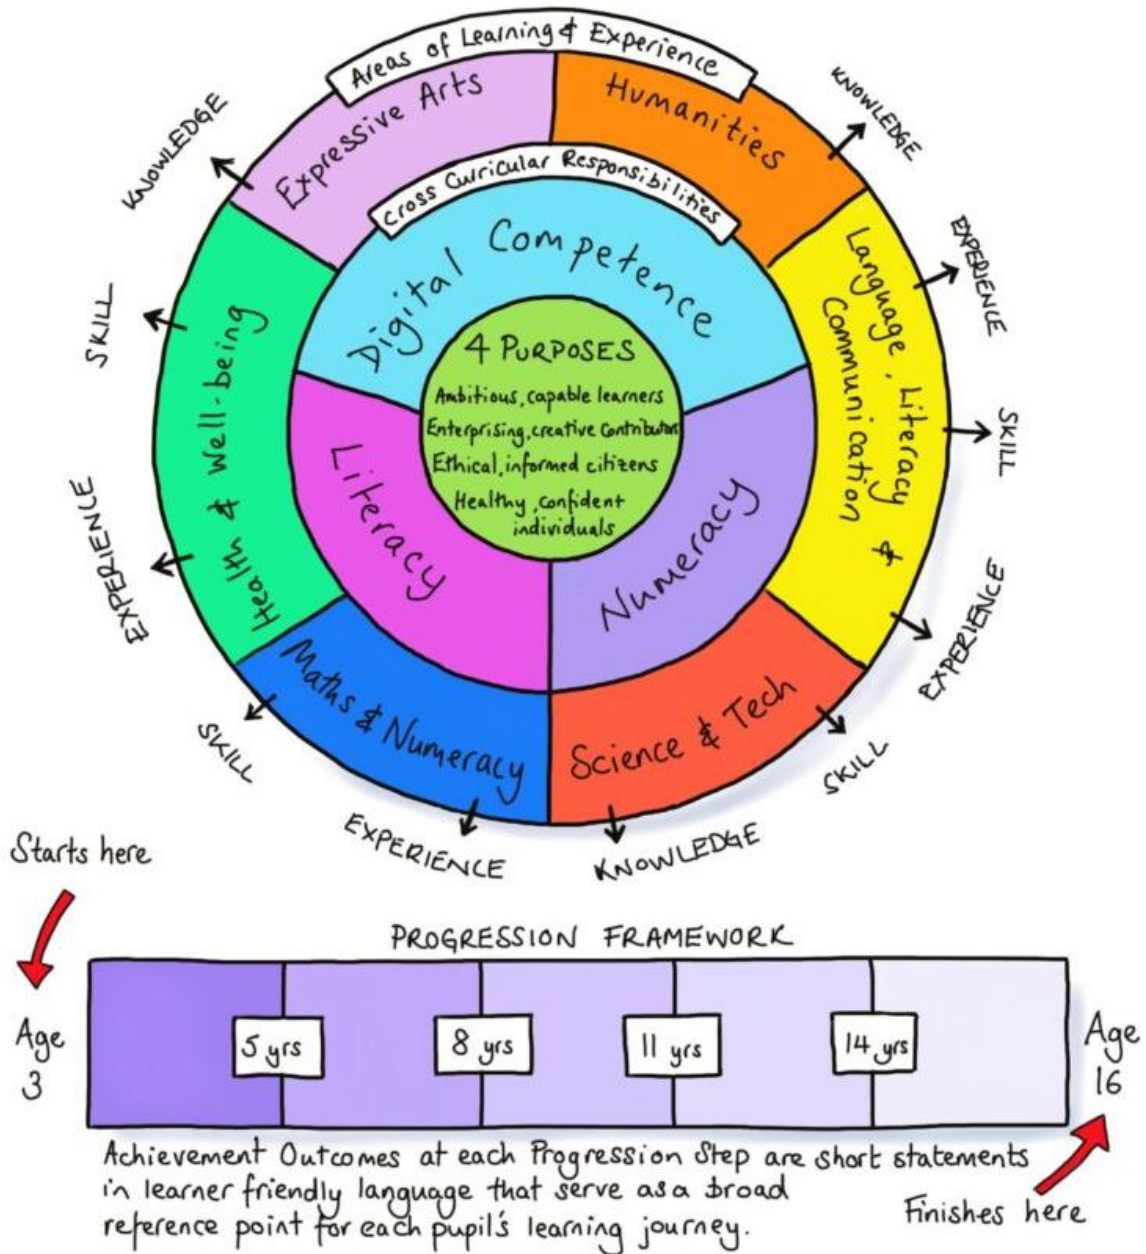 Areas of Learning & Experience
Expressive Arts
Humanities
KNOWLEDGE
KNOWLEDGE
Cross Curricular Responsibilities
Digital Competence
EXPERIENCE
Language, Literacy &
Communication
SKILL
SKILL
Health & Well-being
4 PURPOSES
Ambitious, capable learners
Enterprising, creative Contributors
Ethical, informed citizens
Healthy, confident
individuals
Literacy
Numeracy
EXPERIENCE
EXPERIENCE
Maths & Numeracy
Science & Tech
SKILL
SKILL
EXPERIENCE
KNOWLEDGE
Starts here
PROGRESSION FRAMEWORK
Age
3
5 yrs
8 yrs
11 yrs
14 yrs
Age
16
Achievement Outcomes at each Progression Step are short statements
in learner friendly language that serve as a broad
reference point for each pupil's learning journey.
Finishes here